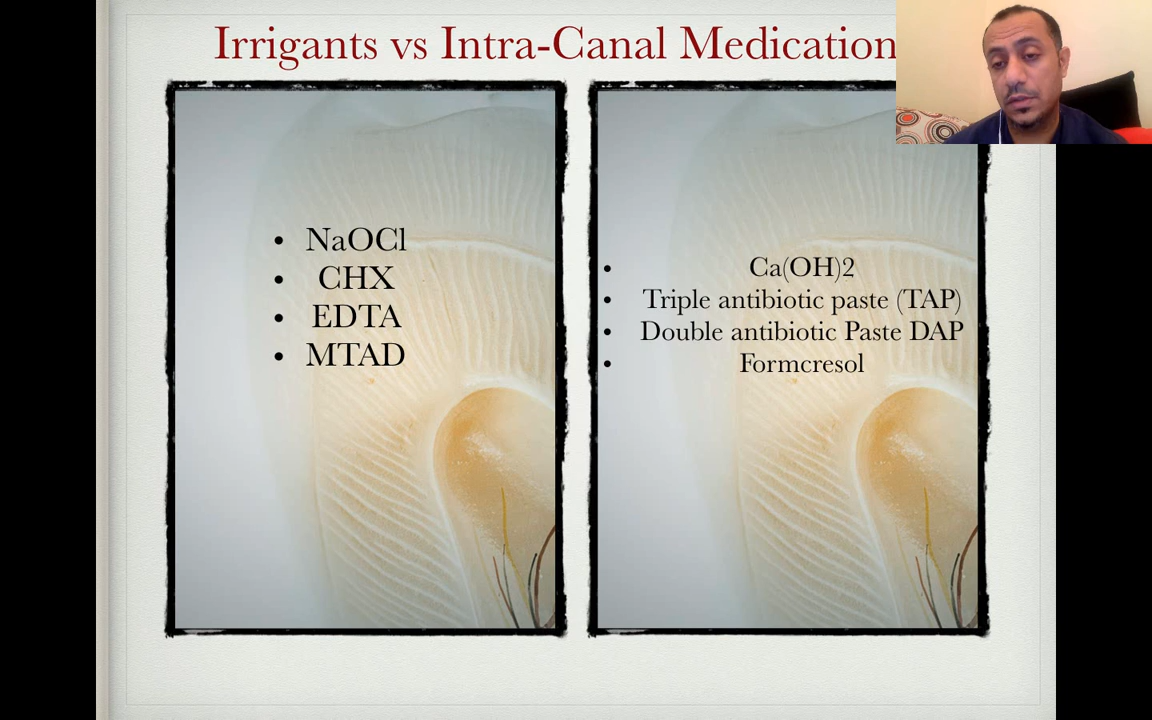 Irrigants vs Intra-Canal Medication
• NaOCl
• CHX
• EDTA
• MTAD
• Ca(OH)2
• Triple antibiotic paste (TAP)
• Double antibiotic Paste DAP
• Formcresol